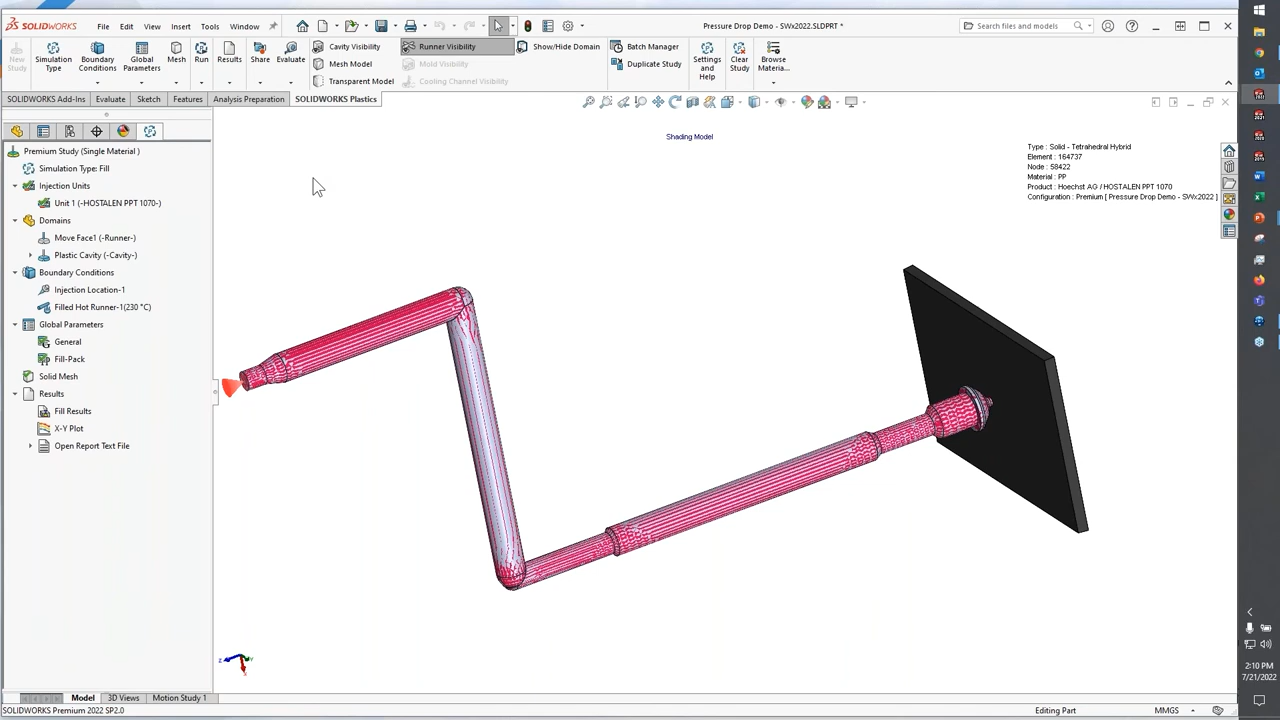 SOLIDWORKS File Edit View Insert Tools Window Pressure Drop Demo - SWx2022.SLDPRT * Search files and models
New Study
Simulation Type
Boundary Conditions
Global Parameters
Mesh
Run
Results
Share
Evaluate
Cavity Visibility
Mesh Model
Transparent Model
Runner Visibility
Mold Visibility
Cooling Channel Visibility
Show/Hide Domain
Batch Manager
Duplicate Study
Settings and Help
Clear Study
Browse Materia...
SOLIDWORKS Add-Ins Evaluate Sketch Features Analysis Preparation SOLIDWORKS Plastics
Premium Study (Single Material )
Simulation Type: Fill
Injection Units
Unit 1 (-HOSTALEN PPT 1070-)
Domains
Move Face1 (-Runner-)
Plastic Cavity (-Cavity-)
Boundary Conditions
Injection Location-1
Filled Hot Runner-1(230 °C)
Global Parameters
General
Fill-Pack
Solid Mesh
Results
Fill Results
X-Y Plot
Open Report Text File
Shading Model
Type : Solid - Tetrahedral Hybrid
Element : 164737
Node : 58422
Material : PP
Product : Hoechst AG / HOSTALEN PPT 1070
Configuration : Premium [ Pressure Drop Demo - SWx2022 ]
Model 3D Views Motion Study 1
SOLIDWORKS Premium 2022 SP2.0 Editing Part MMGS
2:10 PM
7/21/2022